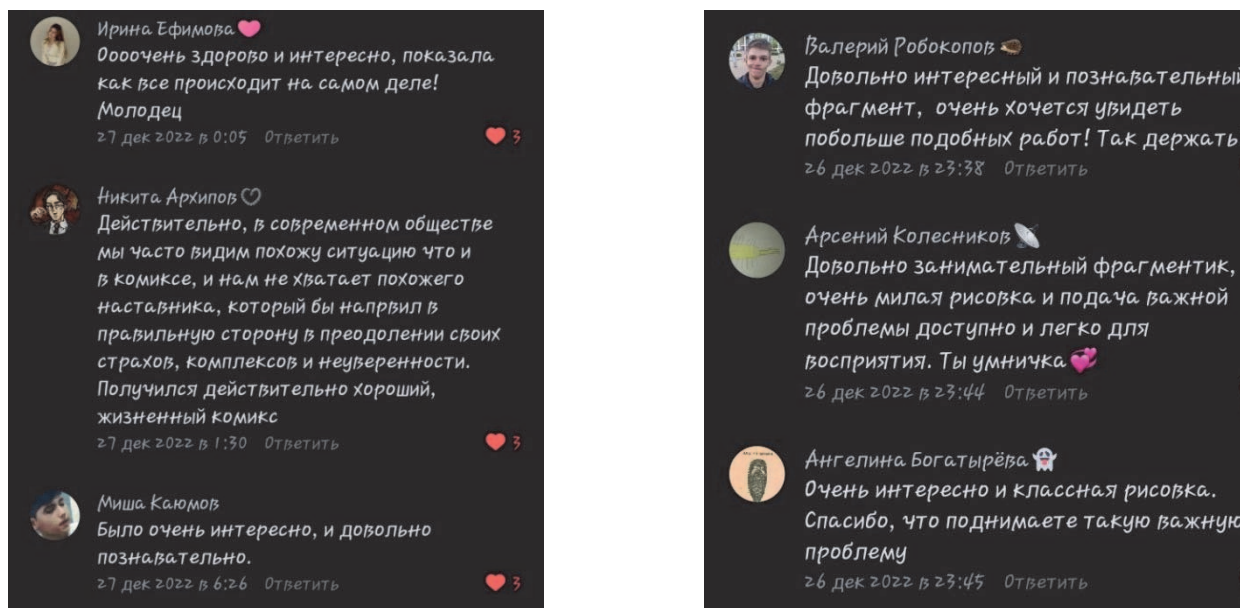 Ирина Ефимова
Оооочень здорово и интересно, показала
как все происходит на самом деле!
Молодец
27 дек 2022 в 0:05 Ответить 3
Никита Архипов
Действительно, в современном обществе
мы часто видим похожу ситуацию что и
в комиксе, и нам не хватает похожего
наставника, который бы напрвил в
правильную сторону в преодолении своих
страхов, комплексов и неуверенности.
Получился действительно хороший,
жизненный комикс
27 дек 2022 в 1:30 Ответить 3
Миша Каюмов
Было очень интересно, и довольно
познавательно.
27 дек 2022 в 6:26 Ответить 3
Валерий Робокопов
Довольно интересный и познавательный
фрагмент, очень хочется увидеть
побольше подобных работ! Так держать
26 дек 2022 в 23:38 Ответить
Арсений Колесников
Довольно занимательный фрагментик,
очень милая рисовка и подача важной
проблемы доступно и легко для
восприятия. Ты умничка
26 дек 2022 в 23:44 Ответить
Ангелина Богатырёва
Очень интересно и классная рисовка.
Спасибо, что поднимаете такую важную
проблему
26 дек 2022 в 23:45 Ответить